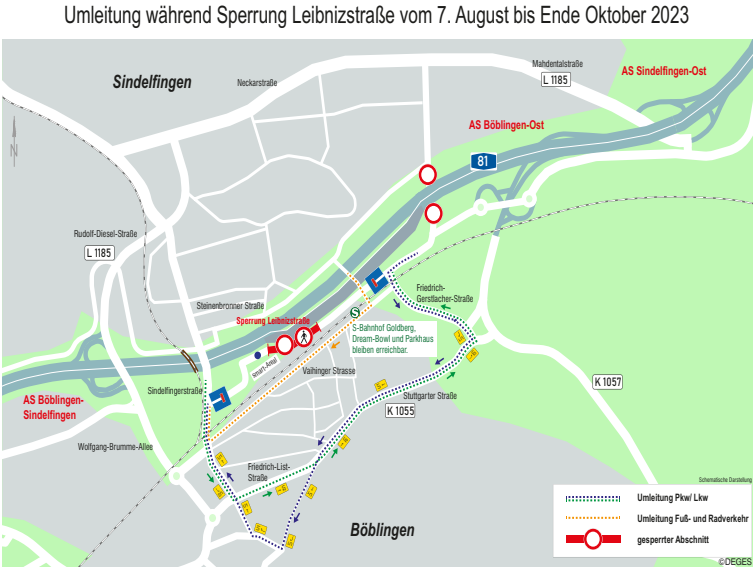 Umleitung während Sperrung Leibnizstraße vom 7. August bis Ende Oktober 2023
Sindelfingen
Neckarstraße
Mahdentalstraße
L 1185
AS Sindelfingen-Ost
AS Böblingen-Ost
81
N
Rudolf-Diesel-Straße
L 1185
Friedrich-
Gerstlacher-Straße
Steinenbronner Straße
Sperrung Leibnizstraße
S
S-Bahnhof Goldberg,
Dream-Bowl und Parkhaus
bleiben erreichbar.
smart-Areal
Vaihinger Strasse
Sindelfingerstraße
AS Böblingen-
Sindelfingen
Stuttgarter Straße
K 1055
K 1057
Wolfgang-Brumme-Allee
Friedrich-List-
Straße
Böblingen
Schematische Darstellung
Umleitung Pkw/ Lkw
Umleitung Fuß- und Radverkehr
gesperrter Abschnitt
©DEGES